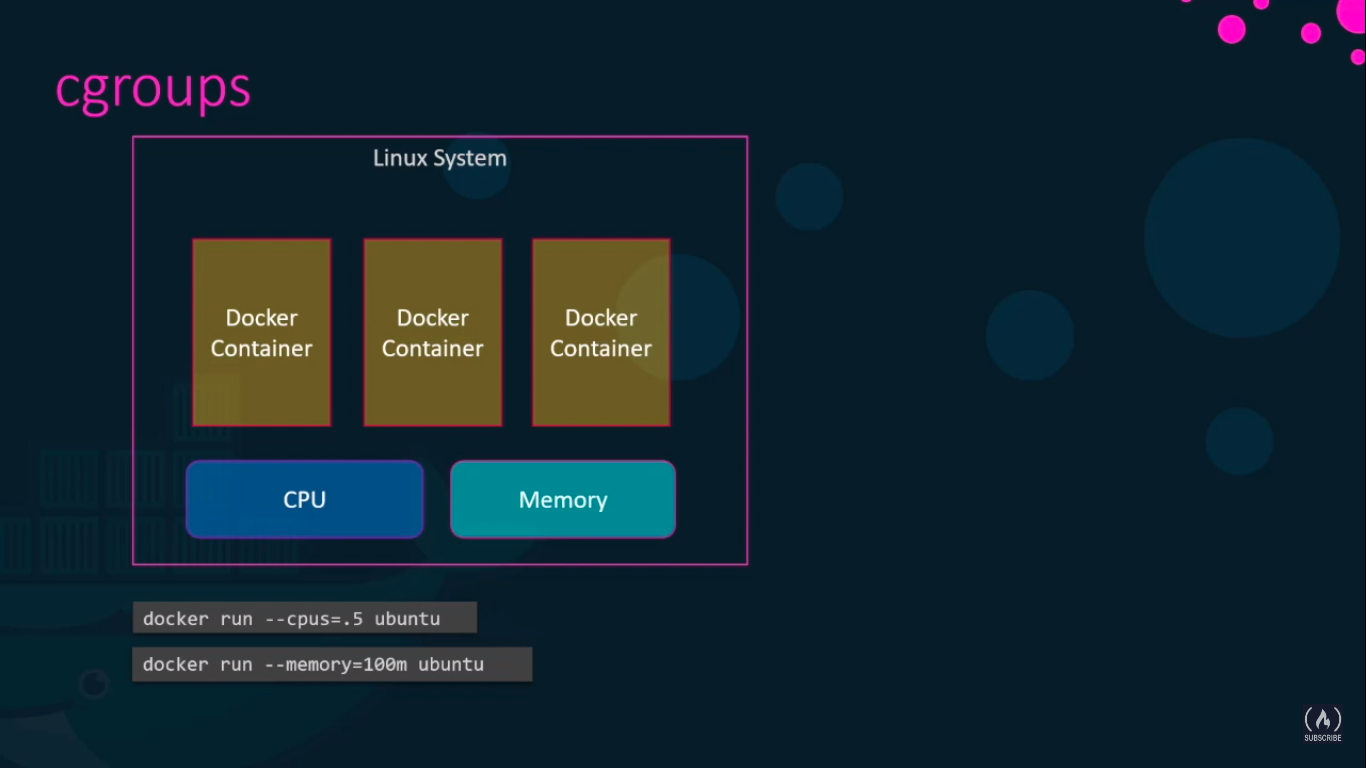 cgroups
Linux System
Docker
Container
Docker
Container
Docker
Container
CPU
Memory
docker run --cpus=.5 ubuntu
docker run --memory=100m ubuntu
SUBSCRIBE